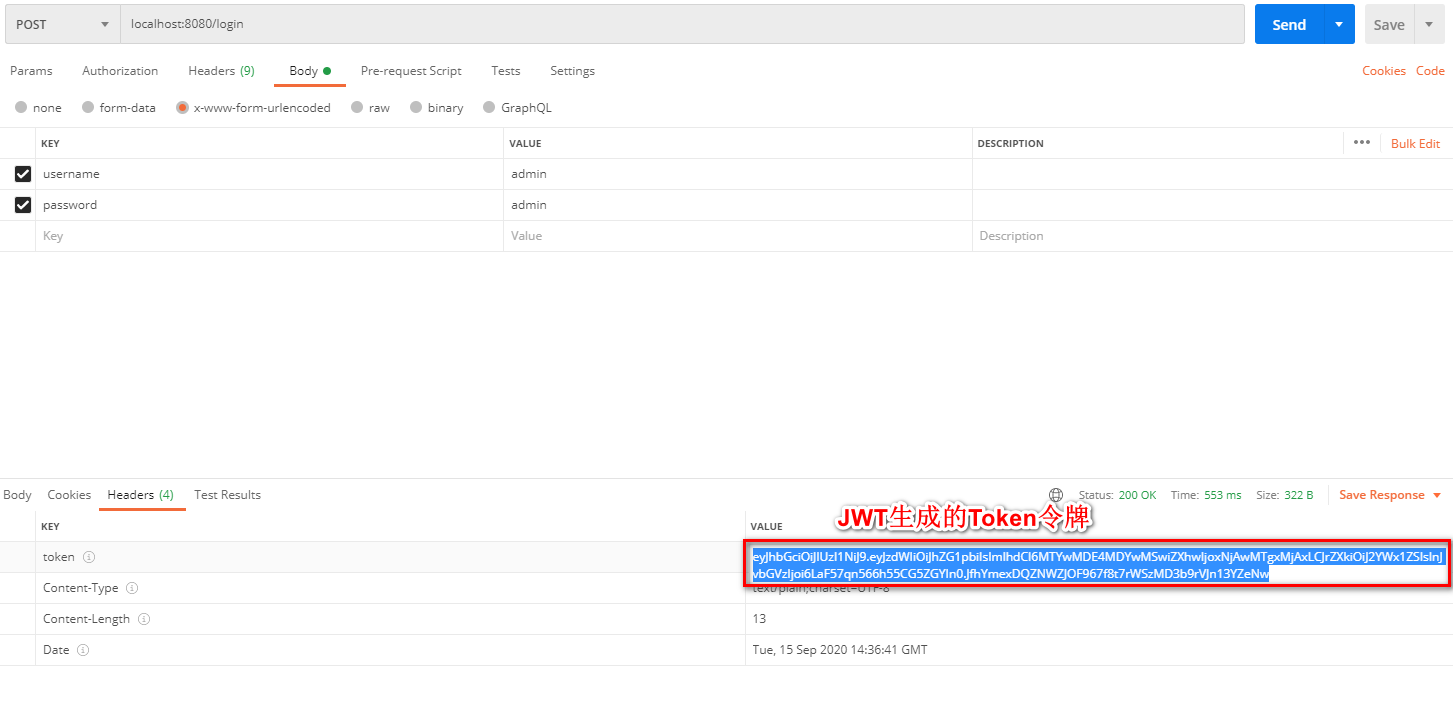 POST localhost:8080/login Send Save
Params Authorization Headers (9) Body Pre-request Script Tests Settings Cookies Code
none form-data x-www-form-urlencoded raw binary GraphQL
KEY VALUE DESCRIPTION ••• Bulk Edit
username admin
password admin
Key Value Description
Body Cookies Headers (4) Test Results Status: 200 OK Time: 553 ms Size: 322 B Save Response
JWT生成的Token令牌
KEY VALUE
token eyJhbGciOiJIUzI1NiJ9.eyJzdWIiOiJhZG1pbiIsImlhdCI6MTYwMDE4MDYwMSwiZXhwIjoxNjAwMTgxMjAxLCJrZXkiOiJ2YWx1ZSIsInJ
vbGVzIjoi6LaF57qn566h55CG5ZGYIn0.JfhYmexDQZNWZJOF967f8t7rWSzMD3b9rVJn13YZeNw
Content-Type text/plain;charset=UTF-8
Content-Length 13
Date Tue, 15 Sep 2020 14:36:41 GMT